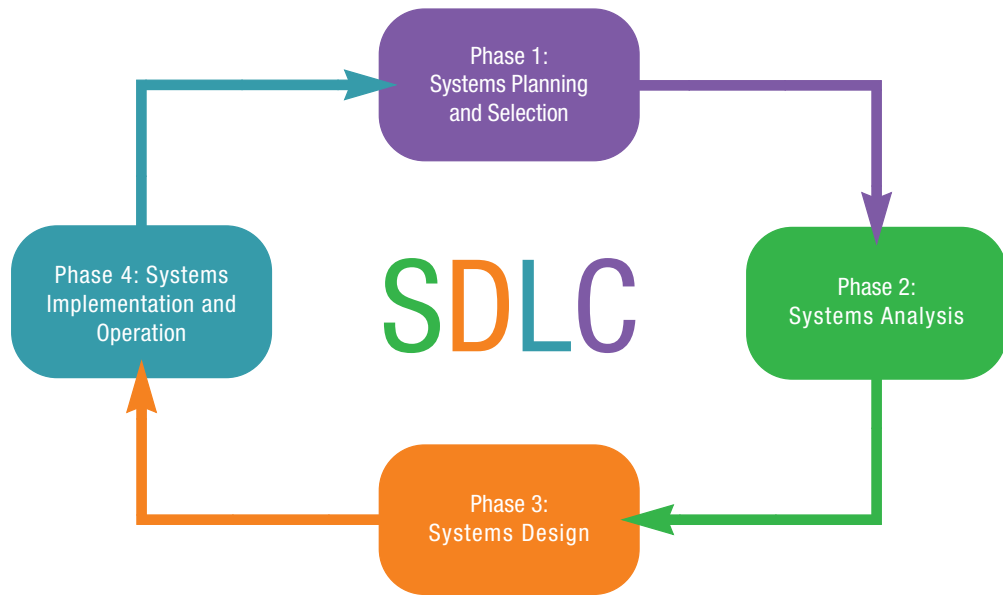 Phase 1:
Systems Planning
and Selection
Phase 4: Systems
Implementation and
Operation
SDLC
Phase 2:
Systems Analysis
Phase 3:
Systems Design